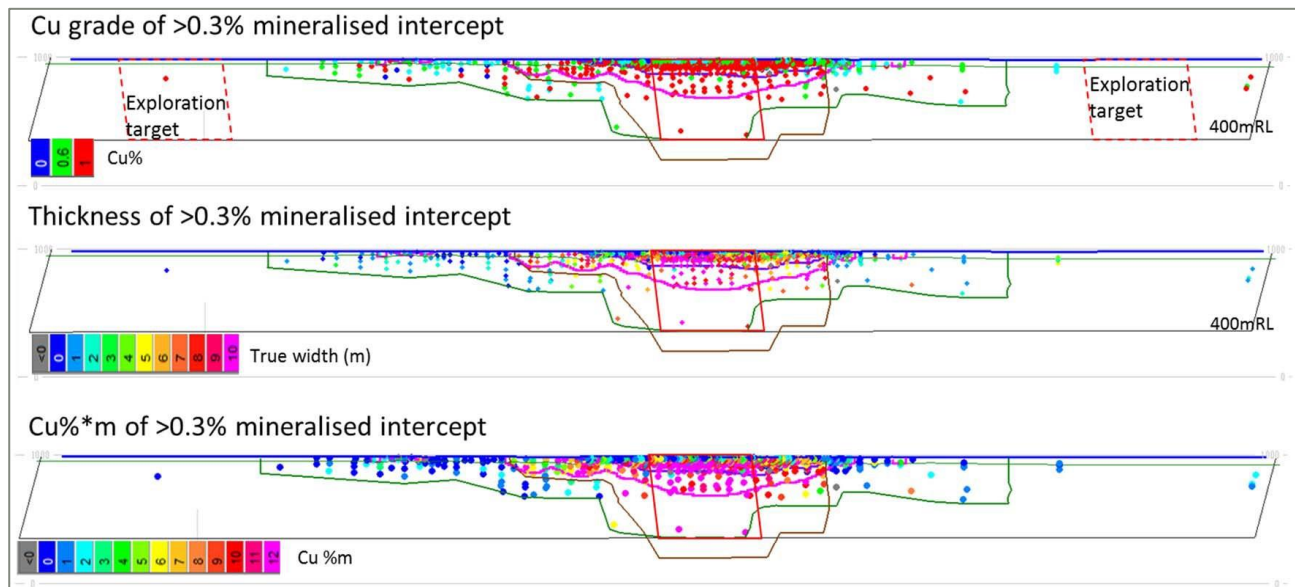 Cu grade of >0.3% mineralised intercept
1000
1000
Exploration
target
Exploration
target
400mRL
0 0.6 1 Cu%
0
0
Thickness of >0.3% mineralised intercept
1000
1000
400mRL
<0 0 1 2 3 4 5 6 7 8 9 10 True width (m)
0
0
Cu%*m of >0.3% mineralised intercept
1000
1000
<0 0 1 2 3 4 5 6 7 8 9 10 11 12 Cu %m
0
0